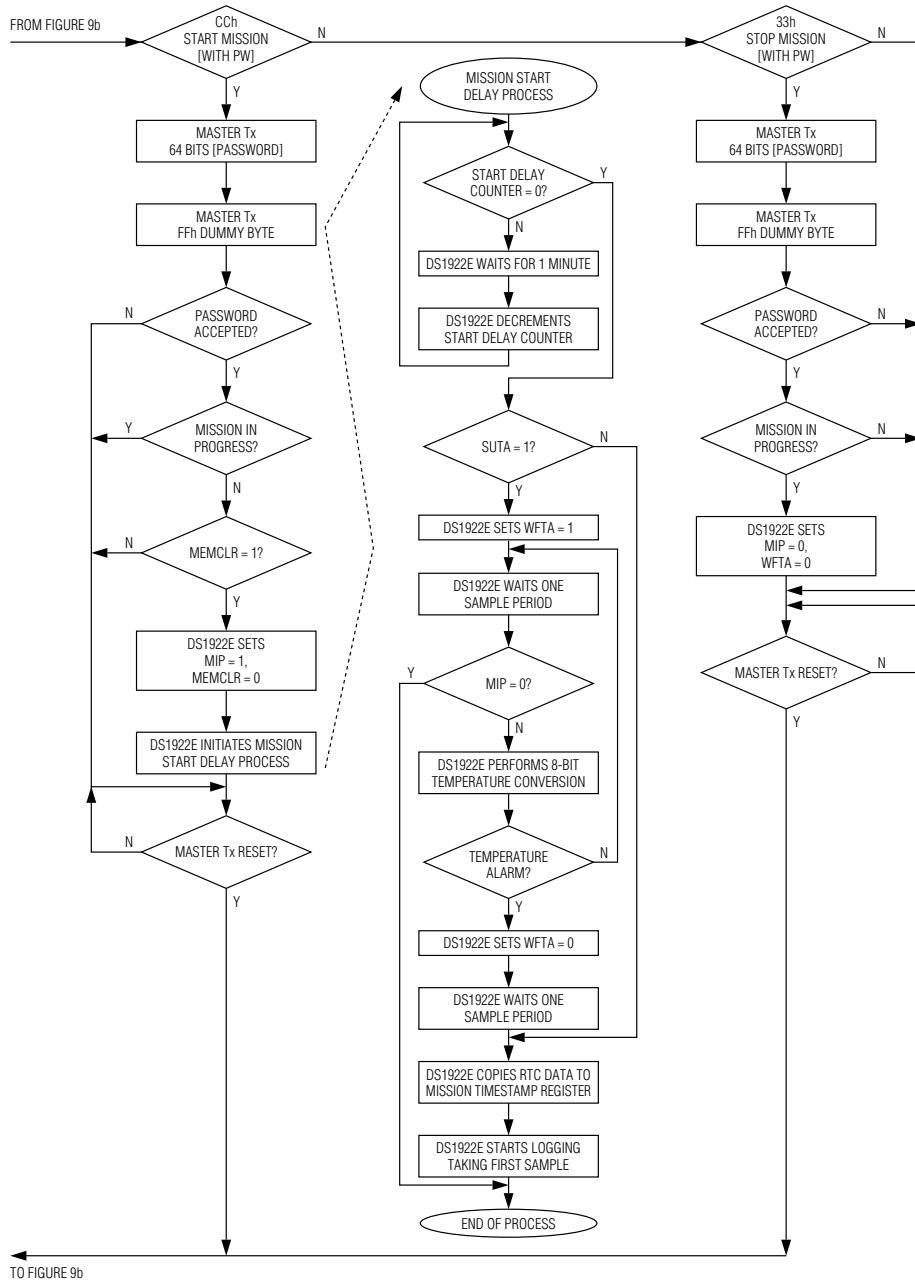 FROM FIGURE 9b
CCh
START MISSION
[WITH PW]
N
Y
MASTER Tx
64 BITS [PASSWORD]
MASTER Tx
FFh DUMMY BYTE
N
PASSWORD
ACCEPTED?
Y
Y
MISSION IN
PROGRESS?
N
N
MEMCLR = 1?
Y
DS1922E SETS
MIP = 1,
MEMCLR = 0
DS1922E INITIATES MISSION
START DELAY PROCESS
N
MASTER Tx RESET?
Y
MISSION START
DELAY PROCESS
START DELAY
COUNTER = 0?
Y
N
DS1922E WAITS FOR 1 MINUTE
DS1922E DECREMENTS
START DELAY COUNTER
SUTA = 1?
N
Y
DS1922E SETS WFTA = 1
DS1922E WAITS ONE
SAMPLE PERIOD
Y
MIP = 0?
N
DS1922E PERFORMS 8-BIT
TEMPERATURE CONVERSION
TEMPERATURE
ALARM?
N
Y
DS1922E SETS WFTA = 0
DS1922E WAITS ONE
SAMPLE PERIOD
DS1922E COPIES RTC DATA TO
MISSION TIMESTAMP REGISTER
DS1922E STARTS LOGGING
TAKING FIRST SAMPLE
END OF PROCESS
33h
STOP MISSION
[WITH PW]
N
Y
MASTER Tx
64 BITS [PASSWORD]
MASTER Tx
FFh DUMMY BYTE
PASSWORD
ACCEPTED?
N
Y
MISSION IN
PROGRESS?
N
Y
DS1922E SETS
MIP = 0,
WFTA = 0
MASTER Tx RESET?
N
Y
TO FIGURE 9b